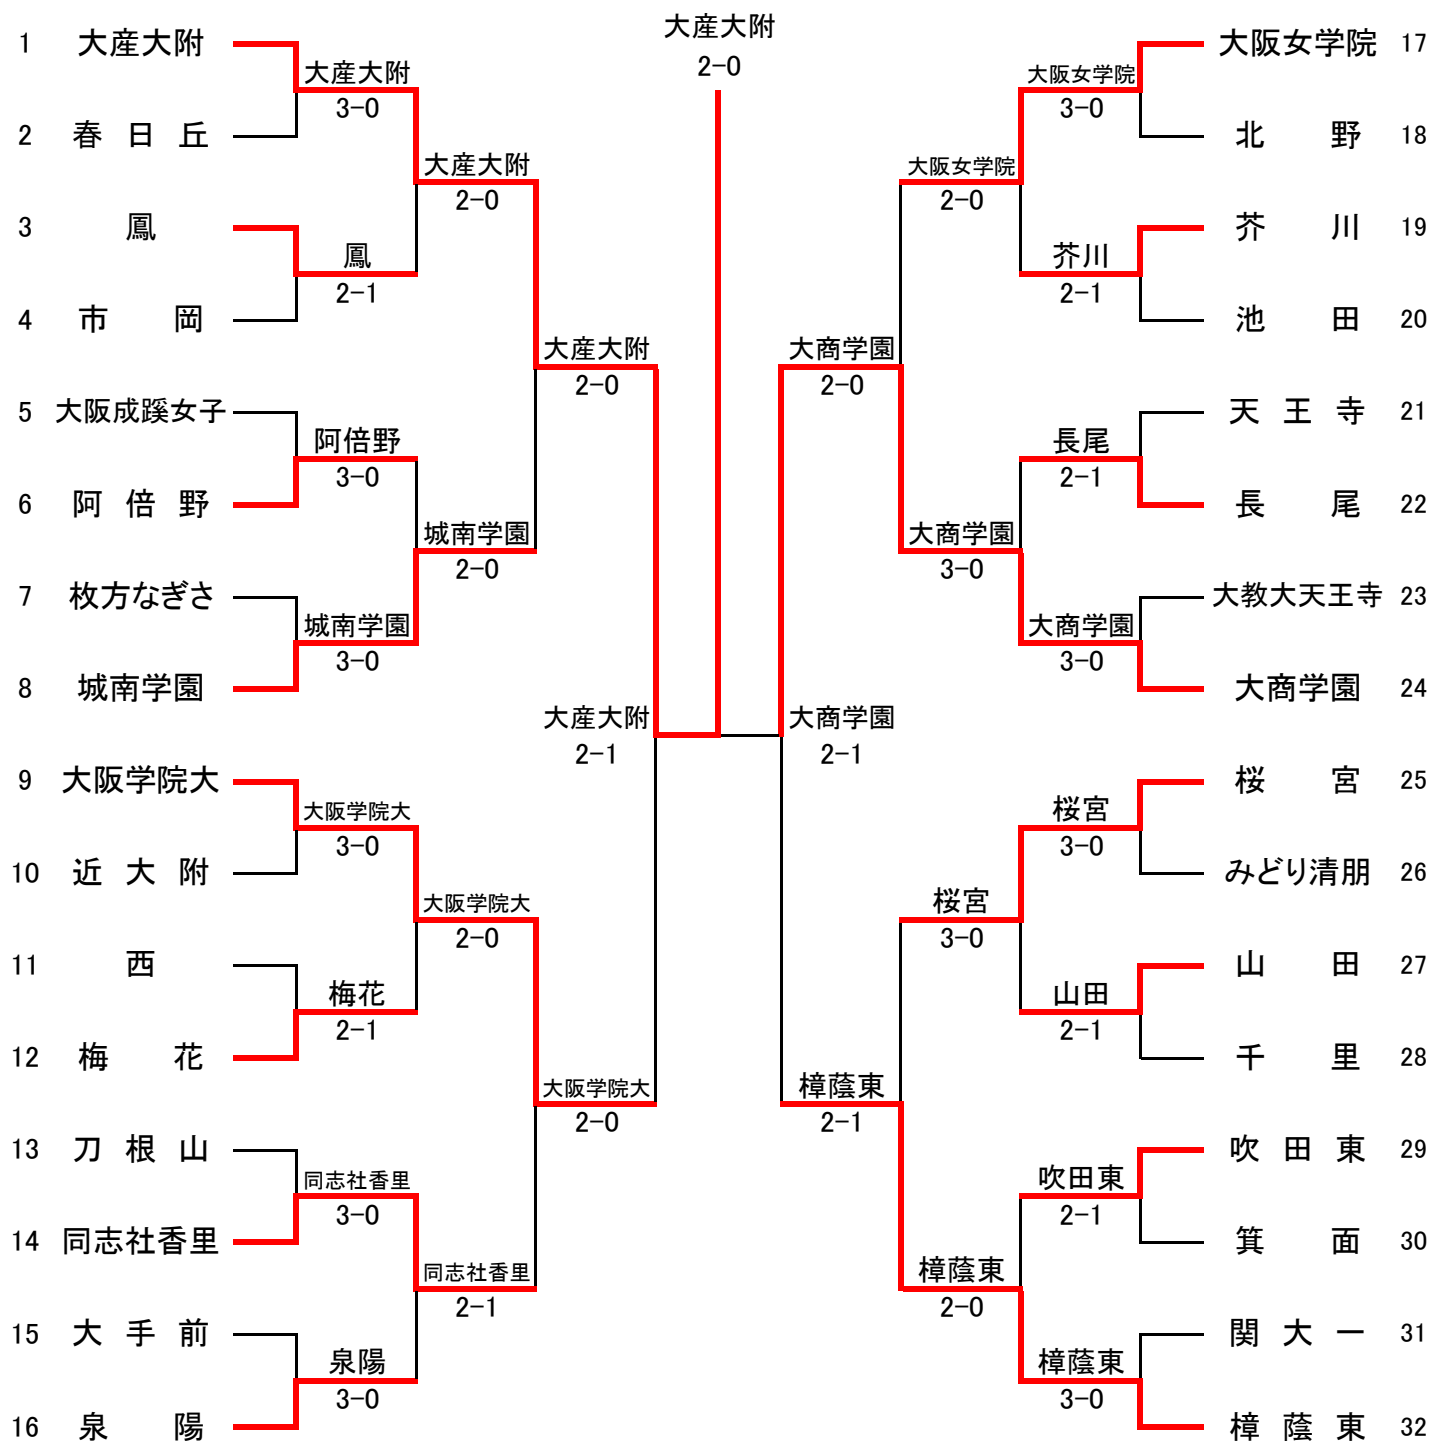 大産大附
2-0
1 大産大附
大産大附
3-0
2 春日丘
大産大附
2-0
3 鳳
鳳
2-1
4 市岡
大産大附
2-0
5 大阪成蹊女子
阿倍野
3-0
6 阿倍野
城南学園
2-0
7 枚方なぎさ
城南学園
3-0
8 城南学園
大産大附
2-1
9 大阪学院大
大阪学院大
3-0
10 近大附
大阪学院大
2-0
11 西
梅花
2-1
12 梅花
大阪学院大
2-0
13 刀根山
同志社香里
3-0
14 同志社香里
同志社香里
2-1
15 大手前
泉陽
3-0
16 泉陽
大阪女学院 17
大阪女学院
3-0
北野 18
大阪女学院
2-0
芥川 19
芥川
2-1
池田 20
大商学園
2-0
天王寺 21
長尾
2-1
長尾 22
大商学園
3-0
大教大天王寺 23
大商学園
3-0
大商学園 24
大商学園
2-1
桜宮 25
桜宮
3-0
みどり清朋 26
桜宮
3-0
山田 27
山田
2-1
千里 28
樟蔭東
2-1
吹田東 29
吹田東
2-1
箕面 30
樟蔭東
2-0
関大一 31
樟蔭東
3-0
樟蔭東 32